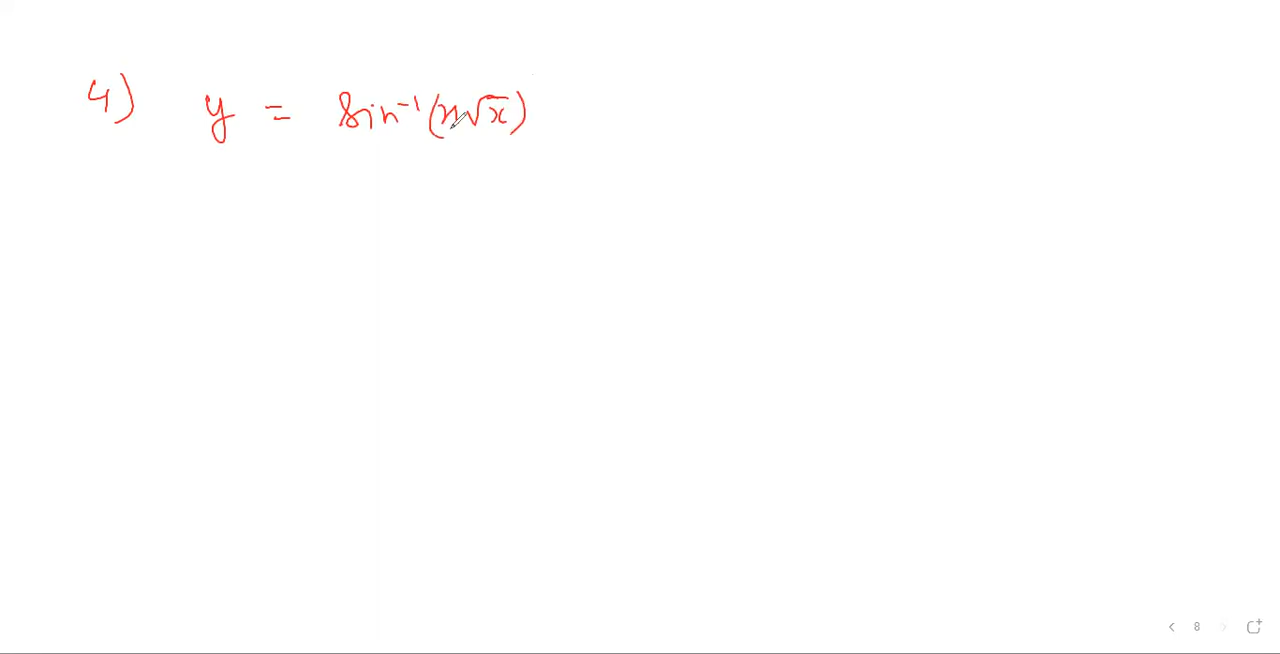 4) y = Sin⁻¹(x√x)
8